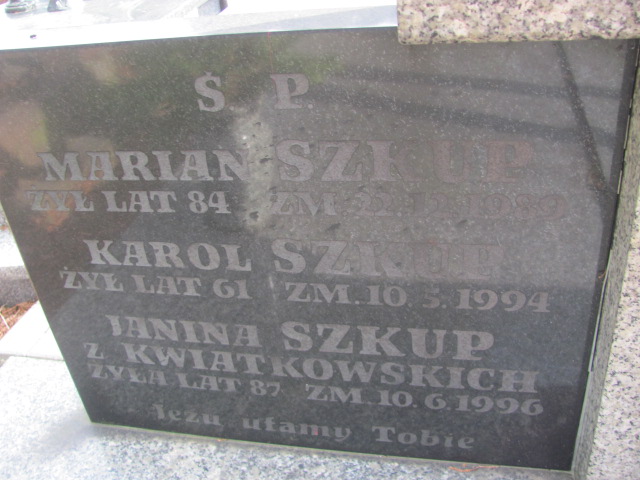 Ś. P.
MARIAN SZKUP
ŻYŁ LAT 84 ZM. 1989
KAROL SZKUP
ŻYŁ LAT 61 ZM. 10.5.1994
JANINA SZKUP
Z KWIATKOWSKICH
ŻYŁA LAT 87 ZM. 10.6.1996
Jezu ufamy Tobie